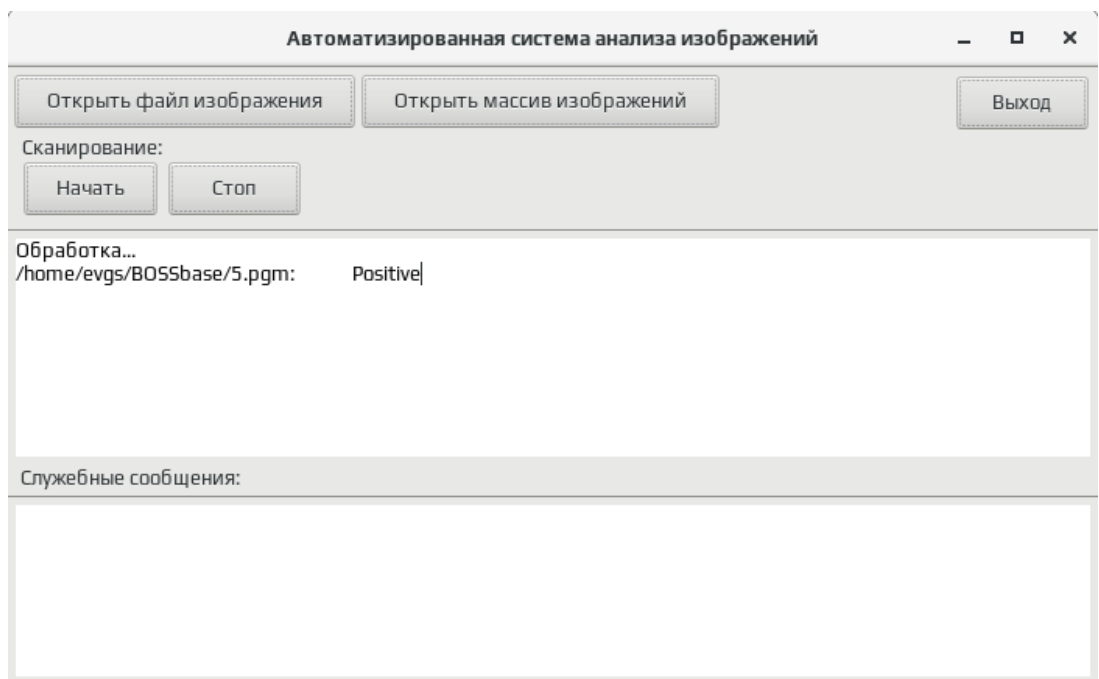 Автоматизированная система анализа изображений
Открыть файл изображения Открыть массив изображений Выход
Сканирование:
Начать Стоп
Обработка...
/home/evgs/BOSSbase/5.pgm: Positive
Служебные сообщения: